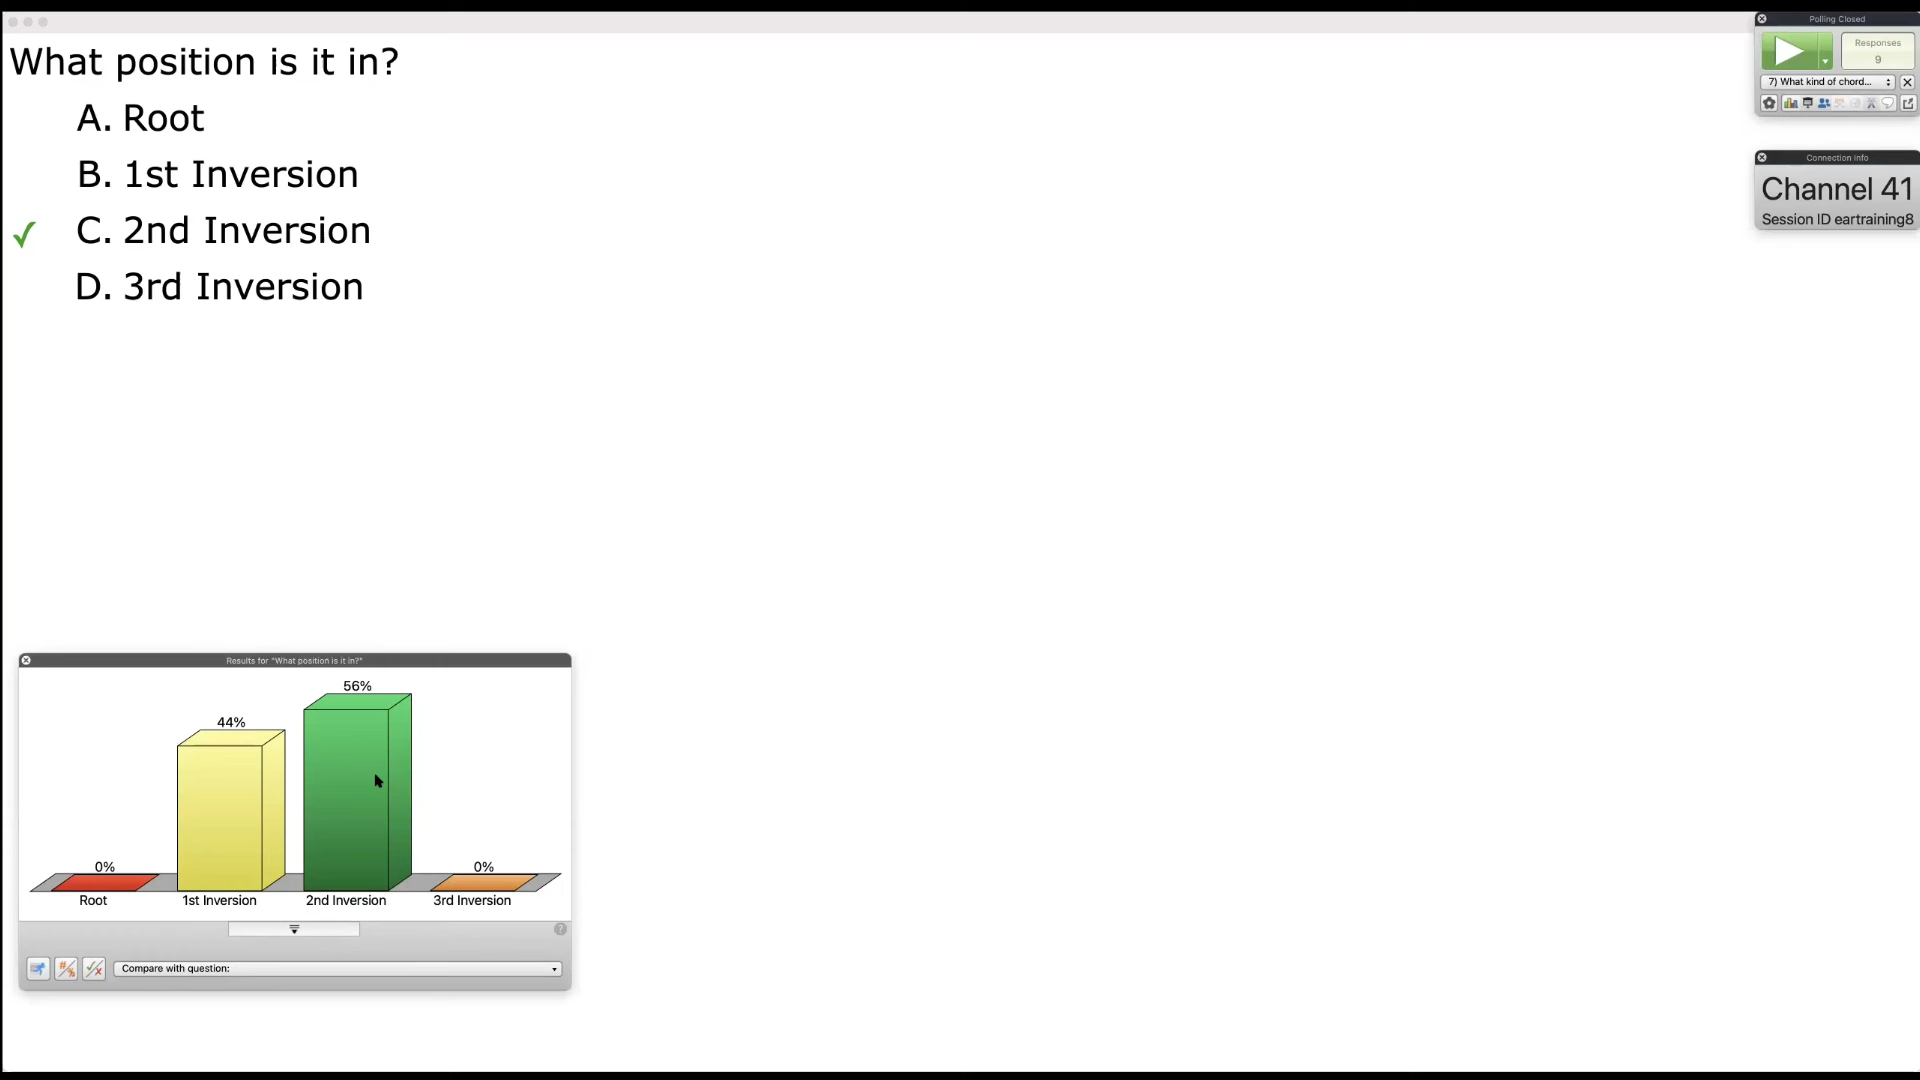 What position is it in?
A. Root
B. 1st Inversion
C. 2nd Inversion
D. 3rd Inversion
Polling Closed
Responses
9
7) What kind of chord...
Connection Info
Channel 41
Session ID eartraining8
Results for "What position is it in?"
56%
44%
0%
0%
Root 1st Inversion 2nd Inversion 3rd Inversion
Compare with question: